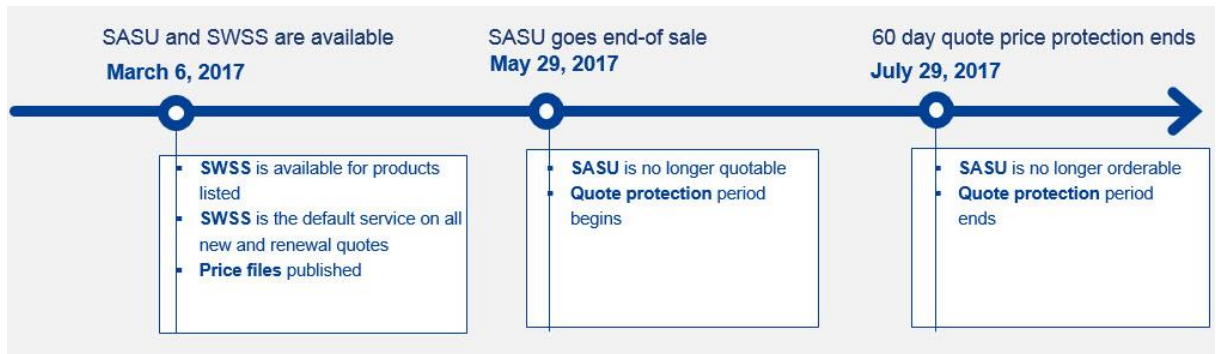 SASU and SWSS are available
March 6, 2017
SASU goes end-of sale
May 29, 2017
60 day quote price protection ends
July 29, 2017
▪ SWSS is available for products
listed
▪ SWSS is the default service on all
new and renewal quotes
▪ Price files published
▪ SASU is no longer quotable
▪ Quote protection period
begins
▪ SASU is no longer orderable
▪ Quote protection period
ends